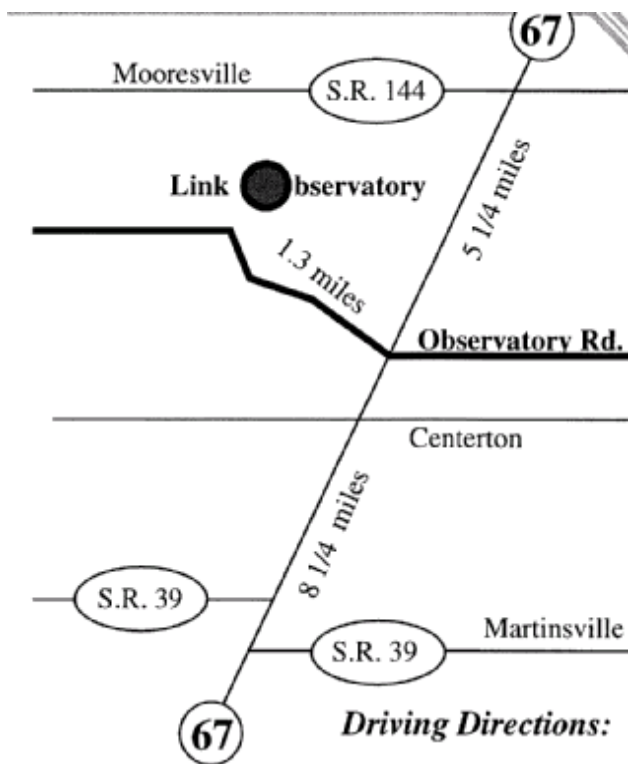 67
Mooresville
S.R. 144
Link Observatory
5 1/4 miles
1.3 miles
Observatory Rd.
Centerton
8 1/4 miles
S.R. 39
Martinsville
S.R. 39
67
Driving Directions: